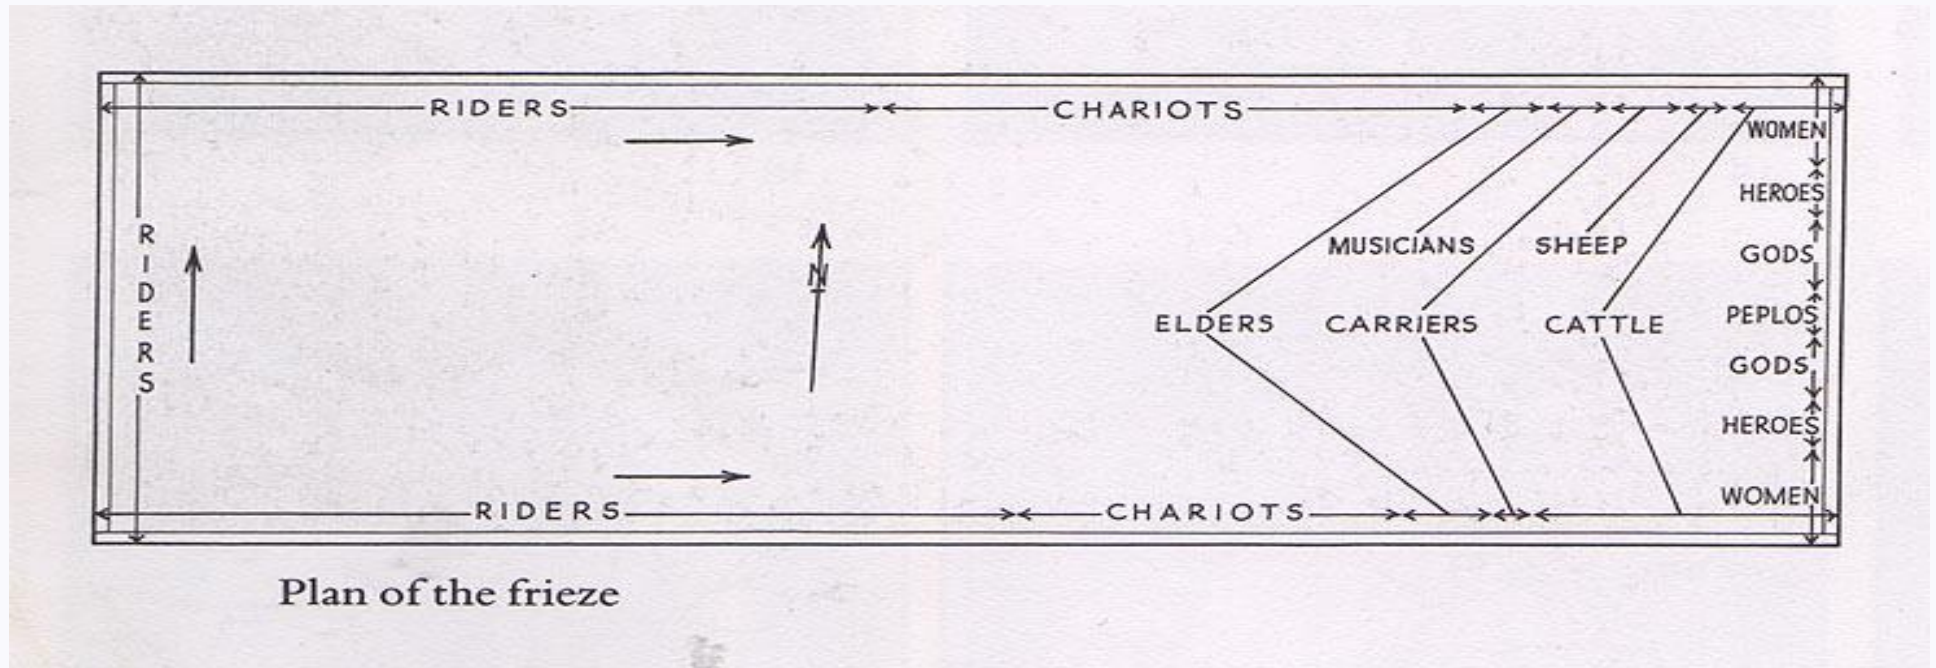 RIDERS CHARIOTS
WOMEN
HEROES
RIDERS
MUSICIANS SHEEP GODS
N
ELDERS CARRIERS CATTLE PEPLOS
GODS
HEROES
WOMEN
RIDERS CHARIOTS
Plan of the frieze